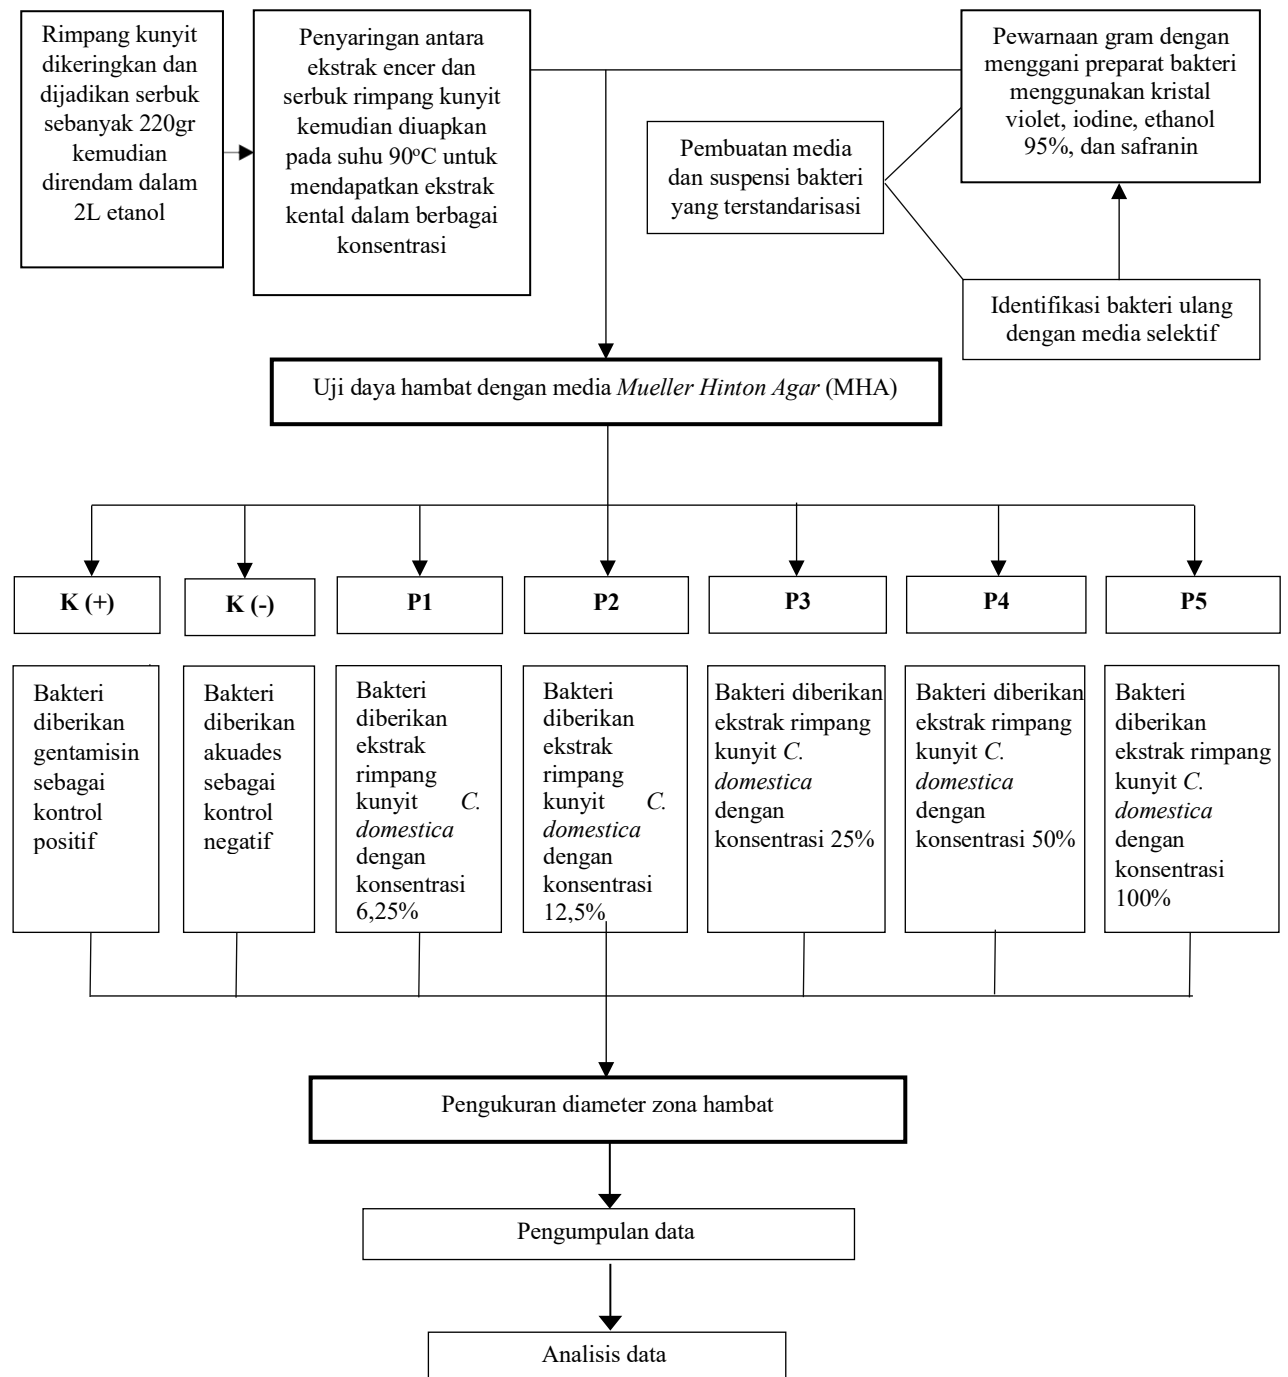 Rimpang kunyit
dikeringkan dan
dijadikan serbuk
sebanyak 220gr
kemudian
direndam dalam
2L etanol
Penyaringan antara
ekstrak encer dan
serbuk rimpang kunyit
kemudian diuapkan
pada suhu 90°C untuk
mendapatkan ekstrak
kental dalam berbagai
konsentrasi
Pewarnaan gram dengan
menggani preparat bakteri
menggunakan kristal
violet, iodine, ethanol
95%, dan safranin
Pembuatan media
dan suspensi bakteri
yang terstandarisasi
Identifikasi bakteri ulang
dengan media selektif
Uji daya hambat dengan media Mueller Hinton Agar (MHA)
K (+)
K (-)
P1
P2
P3
P4
P5
Bakteri
diberikan
gentamisin
sebagai
kontrol
positif
Bakteri
diberikan
akuades
sebagai
kontrol
negatif
Bakteri
diberikan
ekstrak
rimpang
kunyit C.
domestica
dengan
konsentrasi
6,25%
Bakteri
diberikan
ekstrak
rimpang
kunyit C.
domestica
dengan
konsentrasi
12,5%
Bakteri diberikan
ekstrak rimpang
kunyit C.
domestica
dengan
konsentrasi 25%
Bakteri diberikan
ekstrak rimpang
kunyit C.
domestica
dengan
konsentrasi 50%
Bakteri
diberikan
ekstrak rimpang
kunyit C.
domestica
dengan
konsentrasi
100%
Pengukuran diameter zona hambat
Pengumpulan data
Analisis data